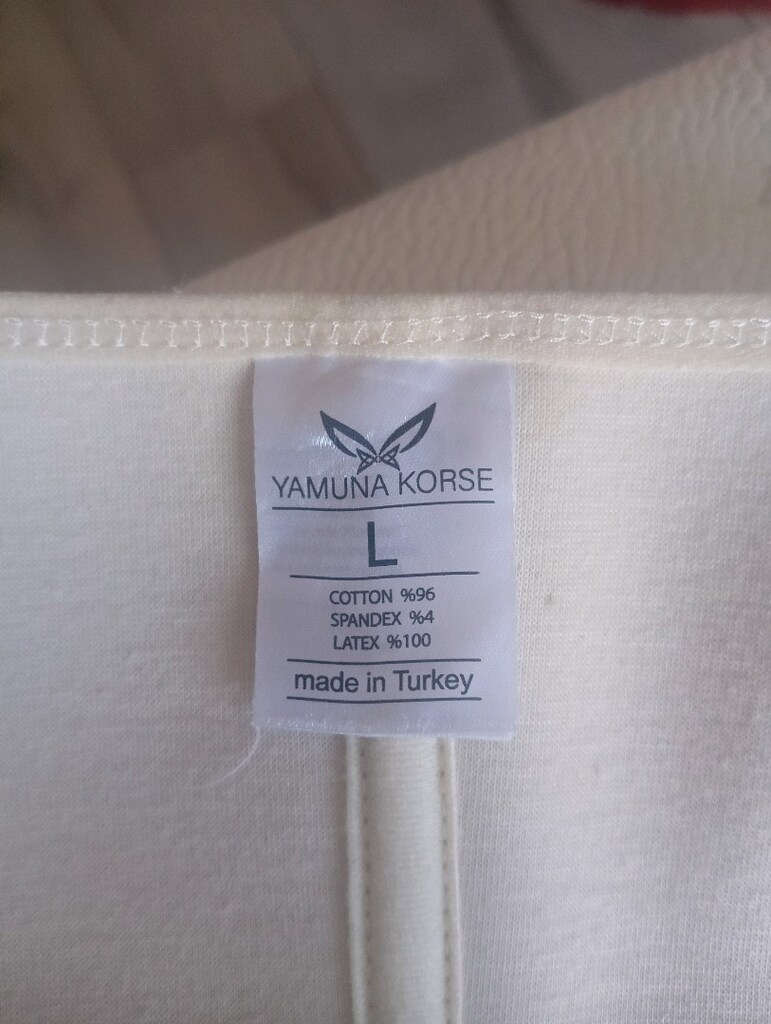 YAMUNA KORSE
L
COTTON %96
SPANDEX %4
LATEX %100
made in Turkey